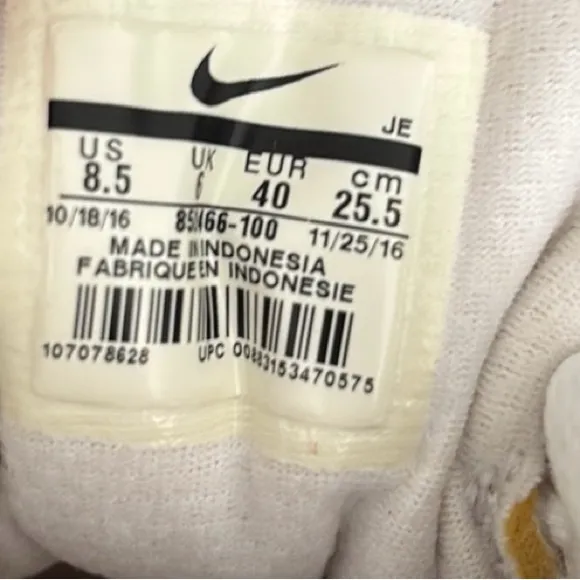 JE
US UK EUR cm
8.5 6 40 25.5
10/18/16 11/25/16
MADE IN INDONESIA
FABRIQUE EN INDONESIE
107078628 UPC 00883153470575